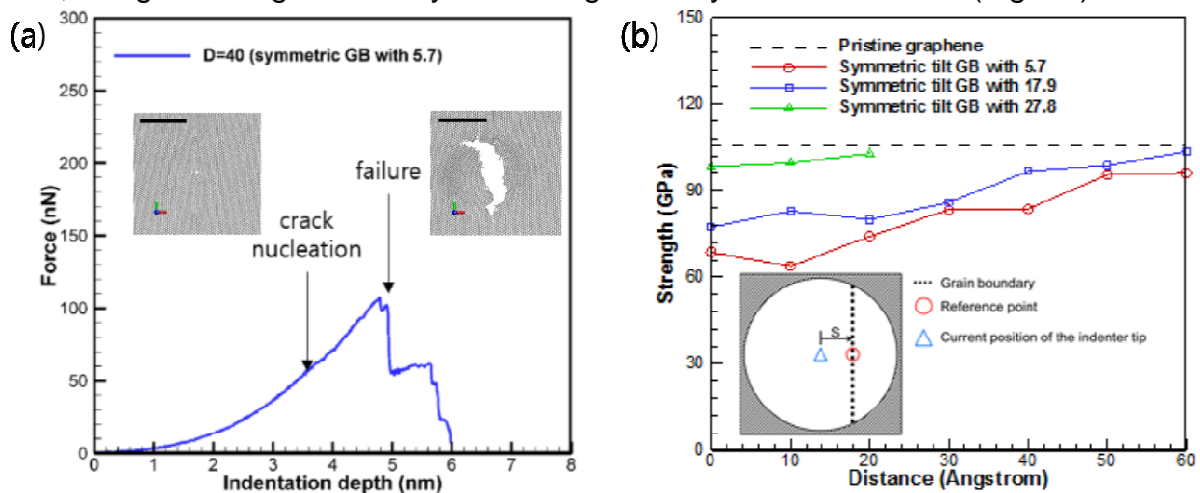 (a)
300
250
200
150
100
50
0
Force (nN)
D=40 (symmetric GB with 5.7)
crack
nucleation
failure
0 1 2 3 4 5 6 7 8
Indentation depth (nm)
(b)
150
120
90
60
30
0
Strength (GPa)
Pristine graphene
Symmetric tilt GB with 5.7
Symmetric tilt GB with 17.9
Symmetric tilt GB with 27.8
S
Grain boundary
Reference point
Current position of the indenter tip
0 10 20 30 40 50 60
Distance (Angstrom)